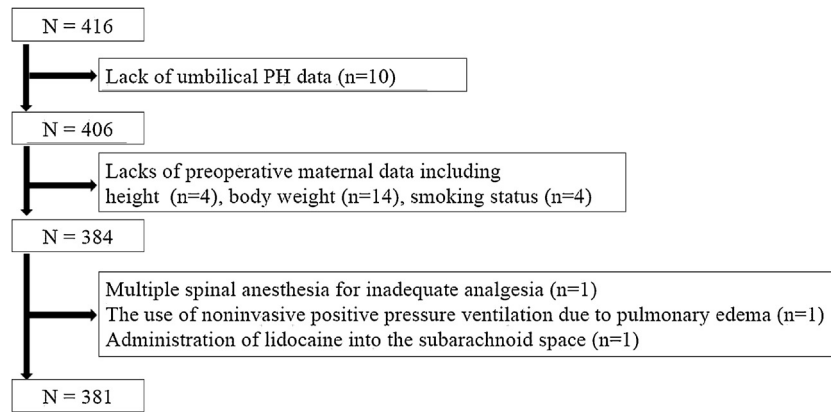 N = 416
Lack of umbilical PH data (n=10)
N = 406
Lacks of preoperative maternal data including
height (n=4), body weight (n=14), smoking status (n=4)
N = 384
Multiple spinal anesthesia for inadequate analgesia (n=1)
The use of noninvasive positive pressure ventilation due to pulmonary edema (n=1)
Administration of lidocaine into the subarachnoid space (n=1)
N = 381